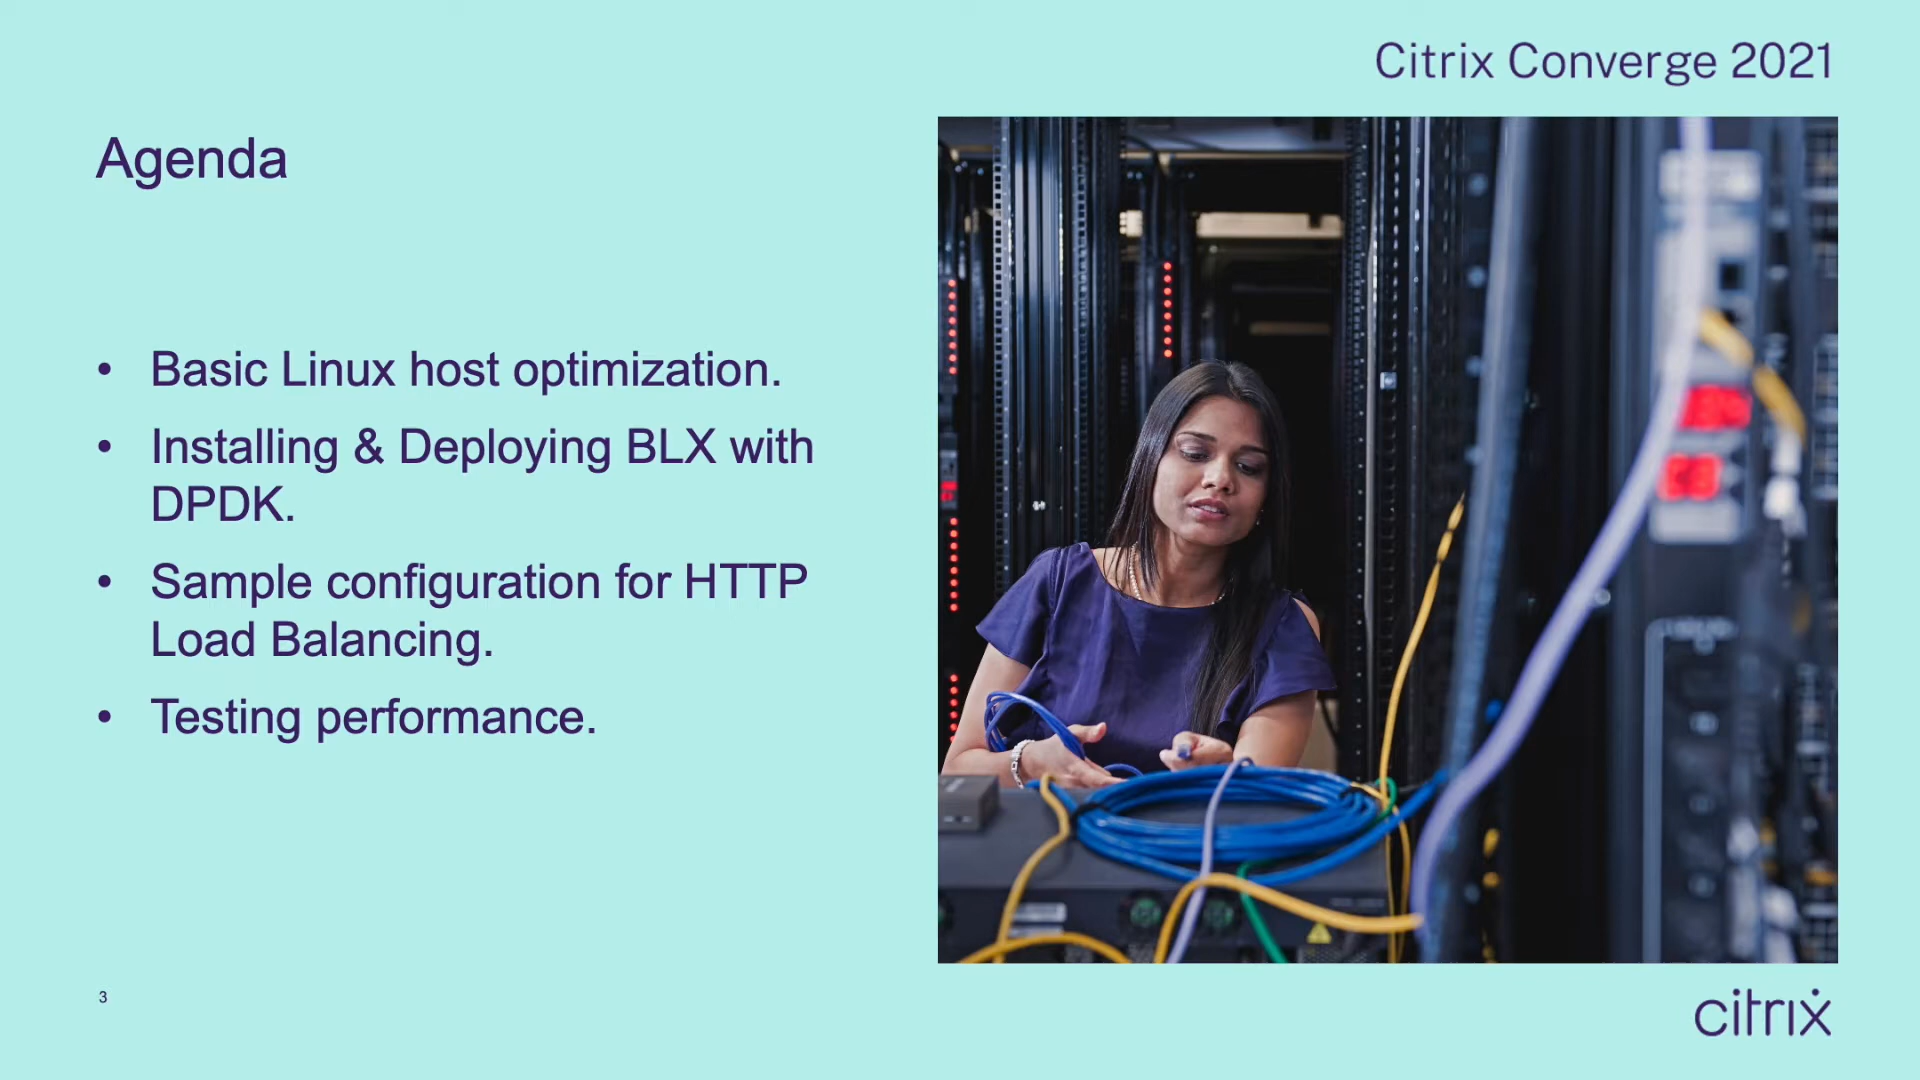 Citrix Converge 2021
Agenda
• Basic Linux host optimization.
• Installing & Deploying BLX with
DPDK.
• Sample configuration for HTTP
Load Balancing.
• Testing performance.
3
citrix